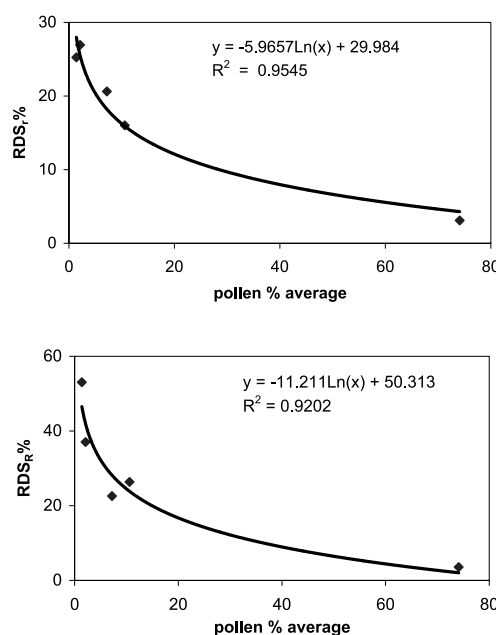 30
y = -5.9657Ln(x) + 29.984
R² = 0.9545
20
RDSᵣ%
10
0
0 20 40 60 80
pollen % average
60
y = -11.211Ln(x) + 50.313
R² = 0.9202
40
RDS_R%
20
0
0 20 40 60 80
pollen % average